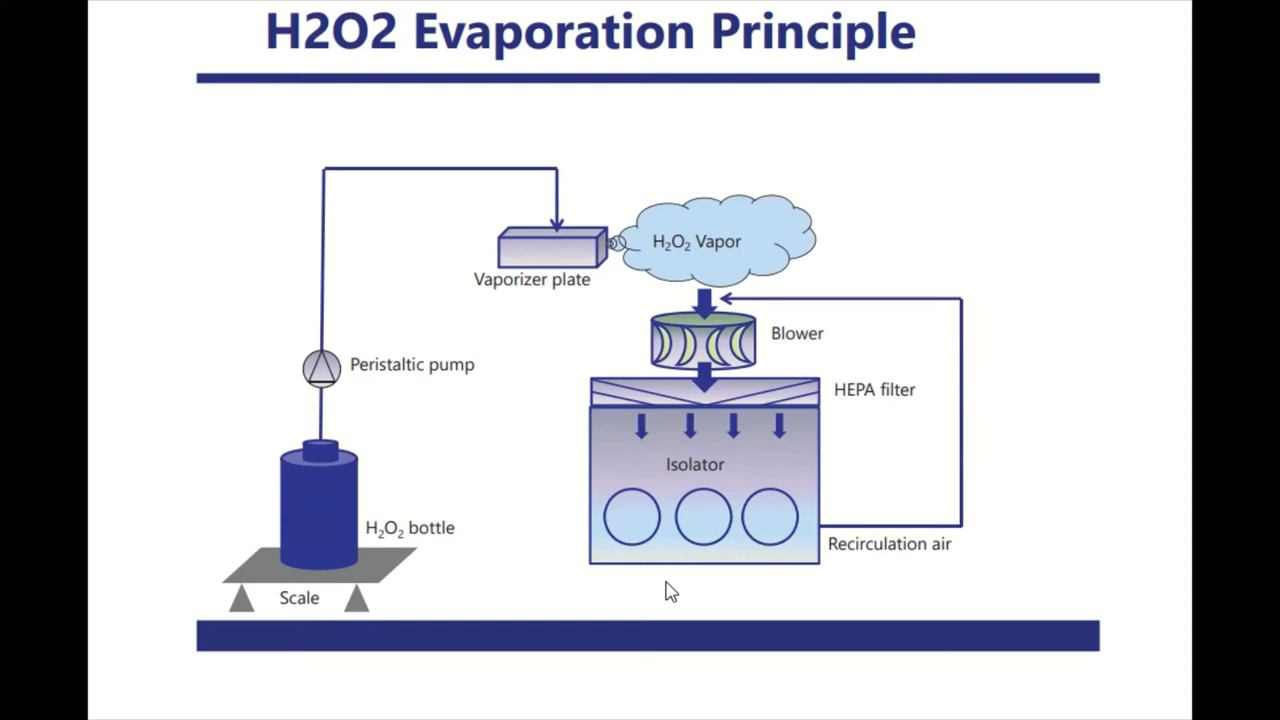 H2O2 Evaporation Principle
H₂O₂ Vapor
Vaporizer plate
Blower
Peristaltic pump
HEPA filter
Isolator
H₂O₂ bottle
Recirculation air
Scale